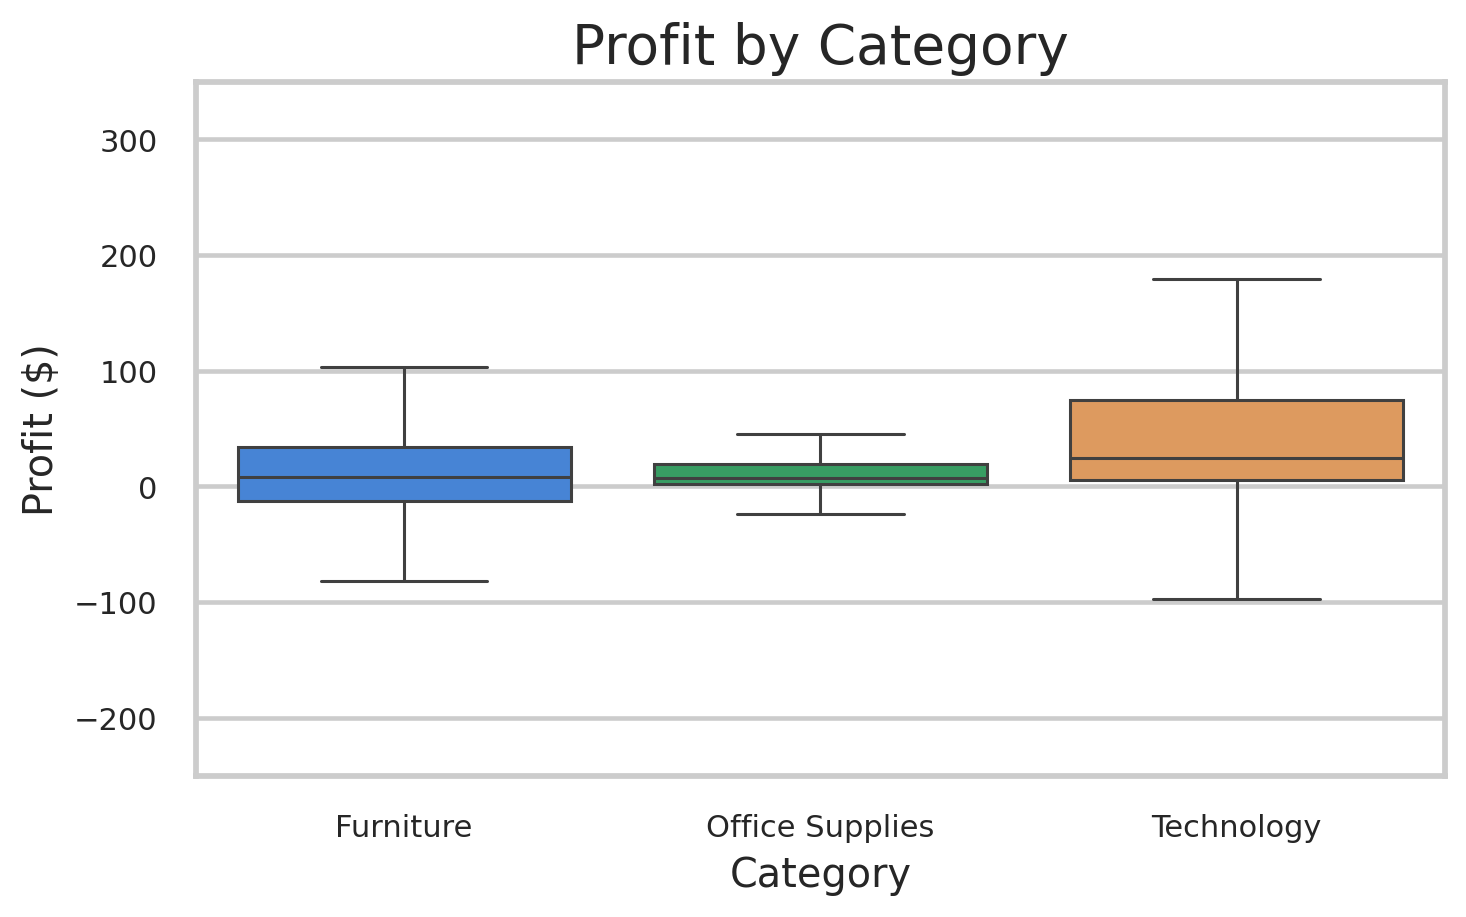 Profit by Category
300
200
100
0
−100
−200
Profit ($)
Furniture
Office Supplies
Technology
Category